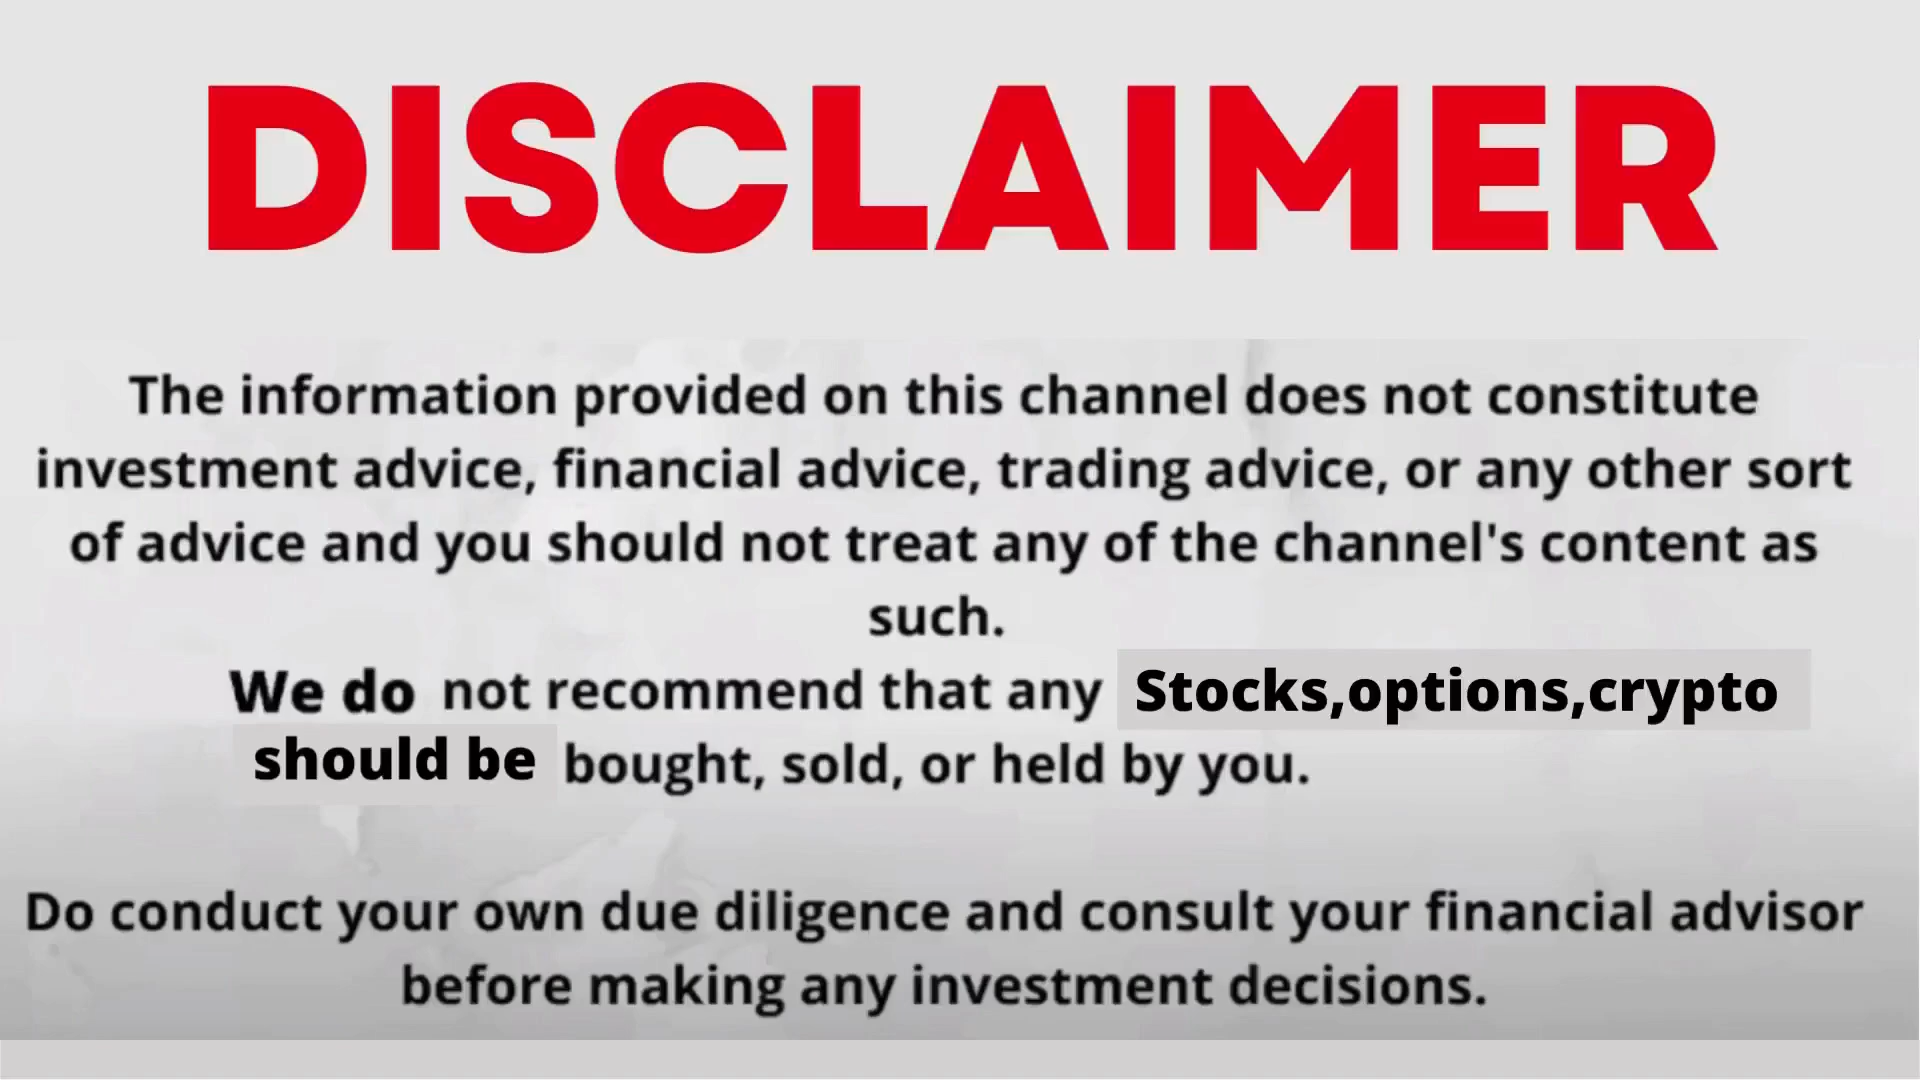 DISCLAIMER
The information provided on this channel does not constitute
investment advice, financial advice, trading advice, or any other sort
of advice and you should not treat any of the channel's content as
such.
We do not recommend that any Stocks,options,crypto
should be bought, sold, or held by you.
Do conduct your own due diligence and consult your financial advisor
before making any investment decisions.